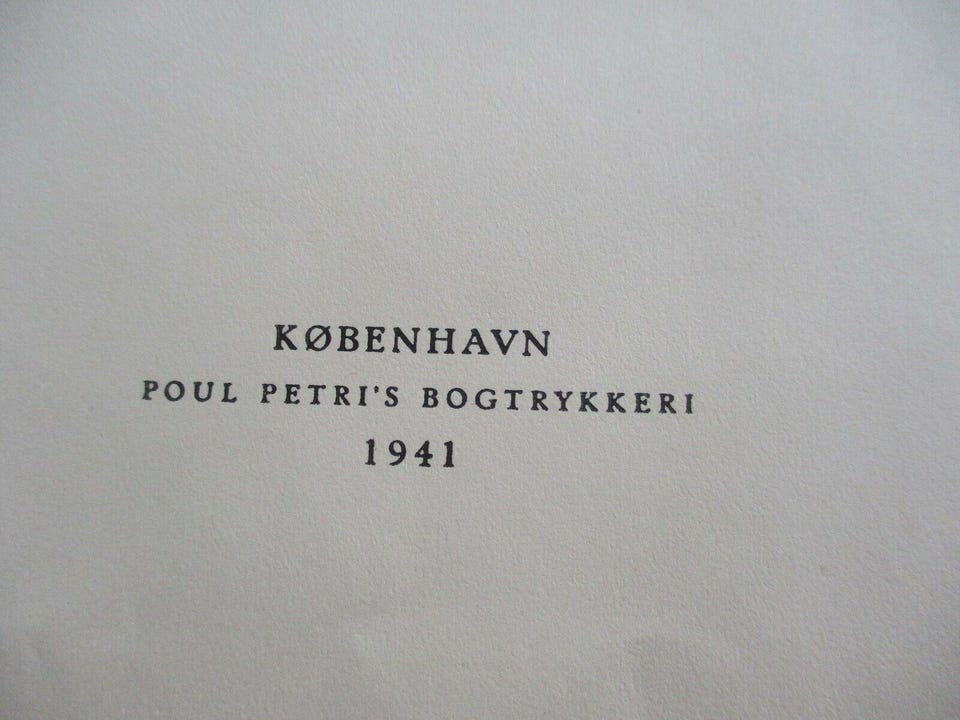 KØBENHAVN
POUL PETRI'S BOGTRYKKERI
1941